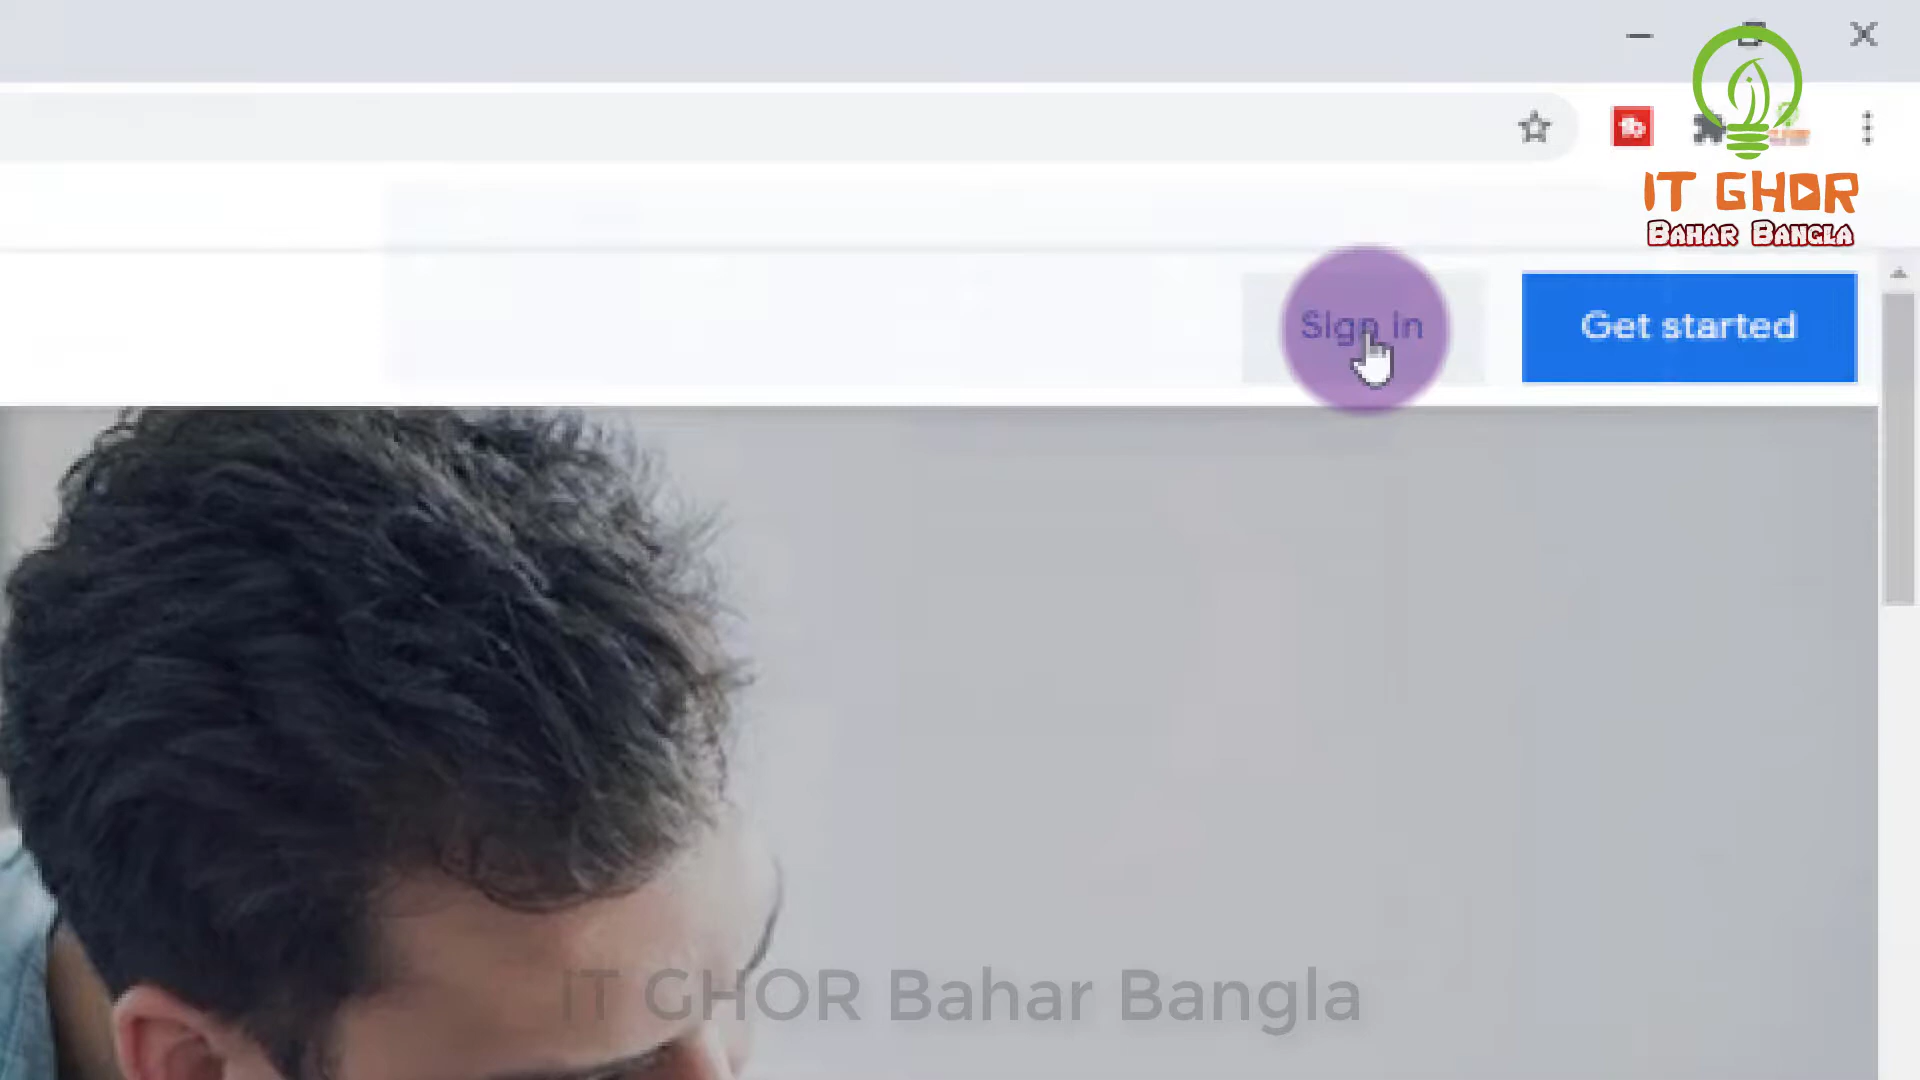 IT GHOR
BAHAR BANGLA
Sign in
Get started
IT GHOR Bahar Bangla